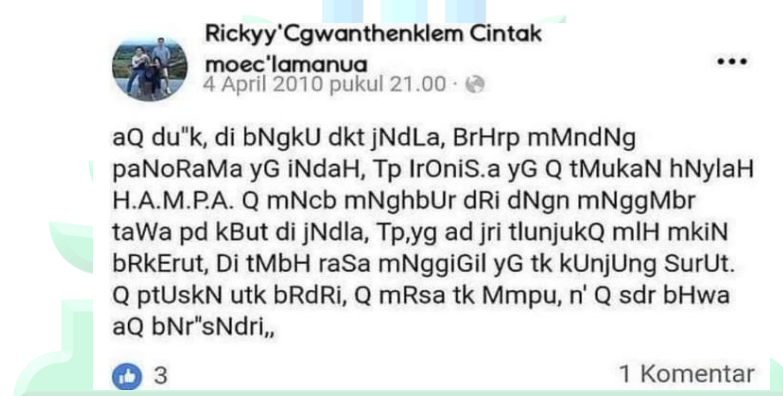 Rickyy'Cgwanthenklem Cintak
moec'lamanua
4 April 2010 pukul 21.00 ·
aQ du"k, di bNgkU dkt jNdLa, BrHrp mMndNg
paNoRaMa yG iNdaH, Tp IrOniS.a yG Q tMukaN hNylaH
H.A.M.P.A. Q mNcb mNghbUr dRi dNgn mNggMbr
taWa pd kBut di jNdla, Tp,yg ad jri tlunjukQ mlH mkiN
bRkErut, Di tMbH raSa mNggiGil yG tk kUnjUng SurUt.
Q ptUskN utk bRdRi, Q mRsa tk Mmpu, n' Q sdr bHwa
aQ bNr"sNdri,,
3
1 Komentar